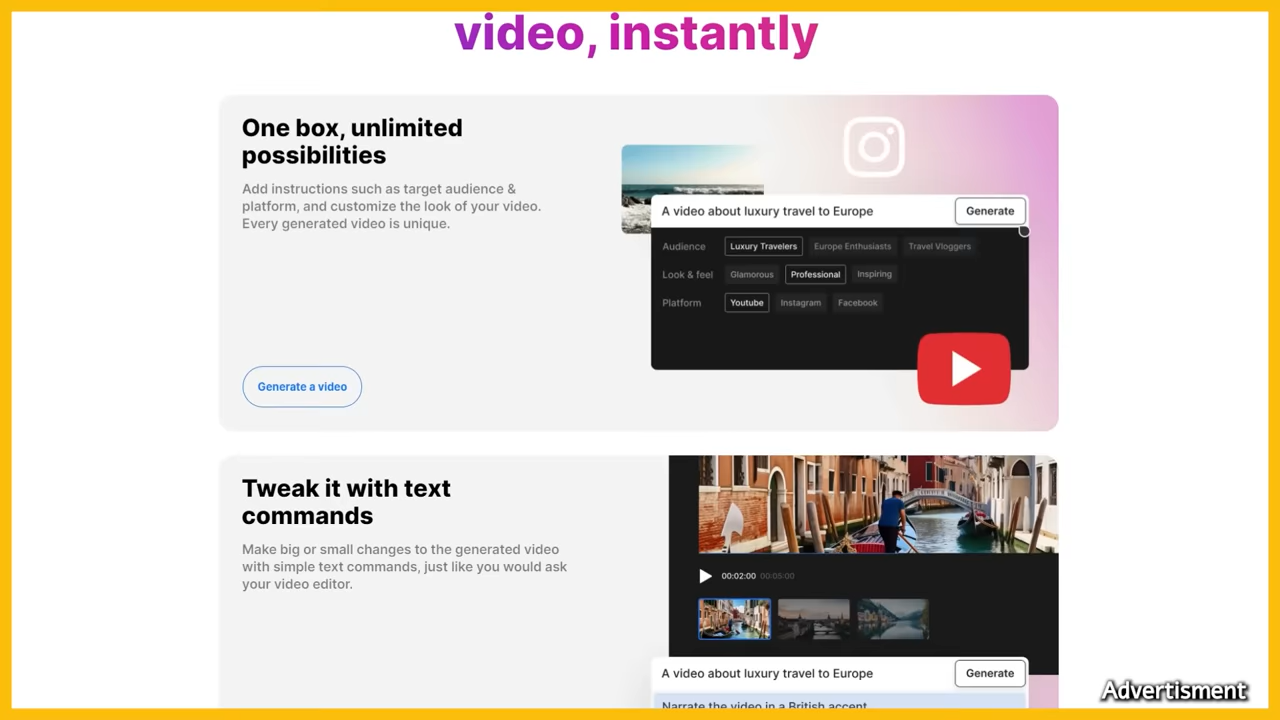 video, instantly
One box, unlimited
possibilities
Add instructions such as target audience &
platform, and customize the look of your video.
Every generated video is unique.
Generate a video
A video about luxury travel to Europe
Generate
Audience
Luxury Travelers
Europe Enthusiasts
Travel Vloggers
Look & feel
Glamorous
Professional
Inspiring
Platform
Youtube
Instagram
Facebook
Tweak it with text
commands
Make big or small changes to the generated video
with simple text commands, just like you would ask
your video editor.
00:02:00
00:05:00
A video about luxury travel to Europe
Generate
Narrate the video in a British accent
Advertisment